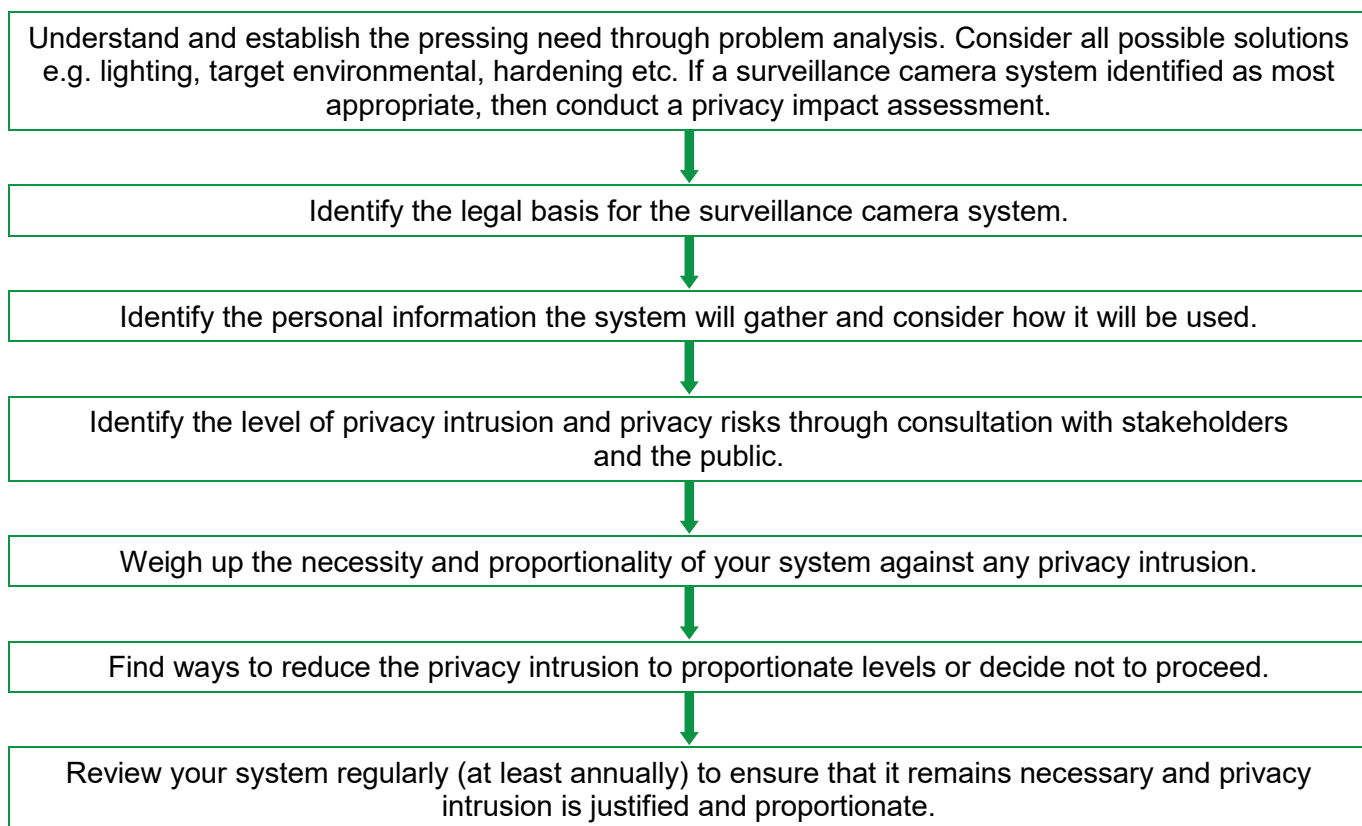 Understand and establish the pressing need through problem analysis. Consider all possible solutions
e.g. lighting, target environmental, hardening etc. If a surveillance camera system identified as most
appropriate, then conduct a privacy impact assessment.
Identify the legal basis for the surveillance camera system.
Identify the personal information the system will gather and consider how it will be used.
Identify the level of privacy intrusion and privacy risks through consultation with stakeholders
and the public.
Weigh up the necessity and proportionality of your system against any privacy intrusion.
Find ways to reduce the privacy intrusion to proportionate levels or decide not to proceed.
Review your system regularly (at least annually) to ensure that it remains necessary and privacy
intrusion is justified and proportionate.